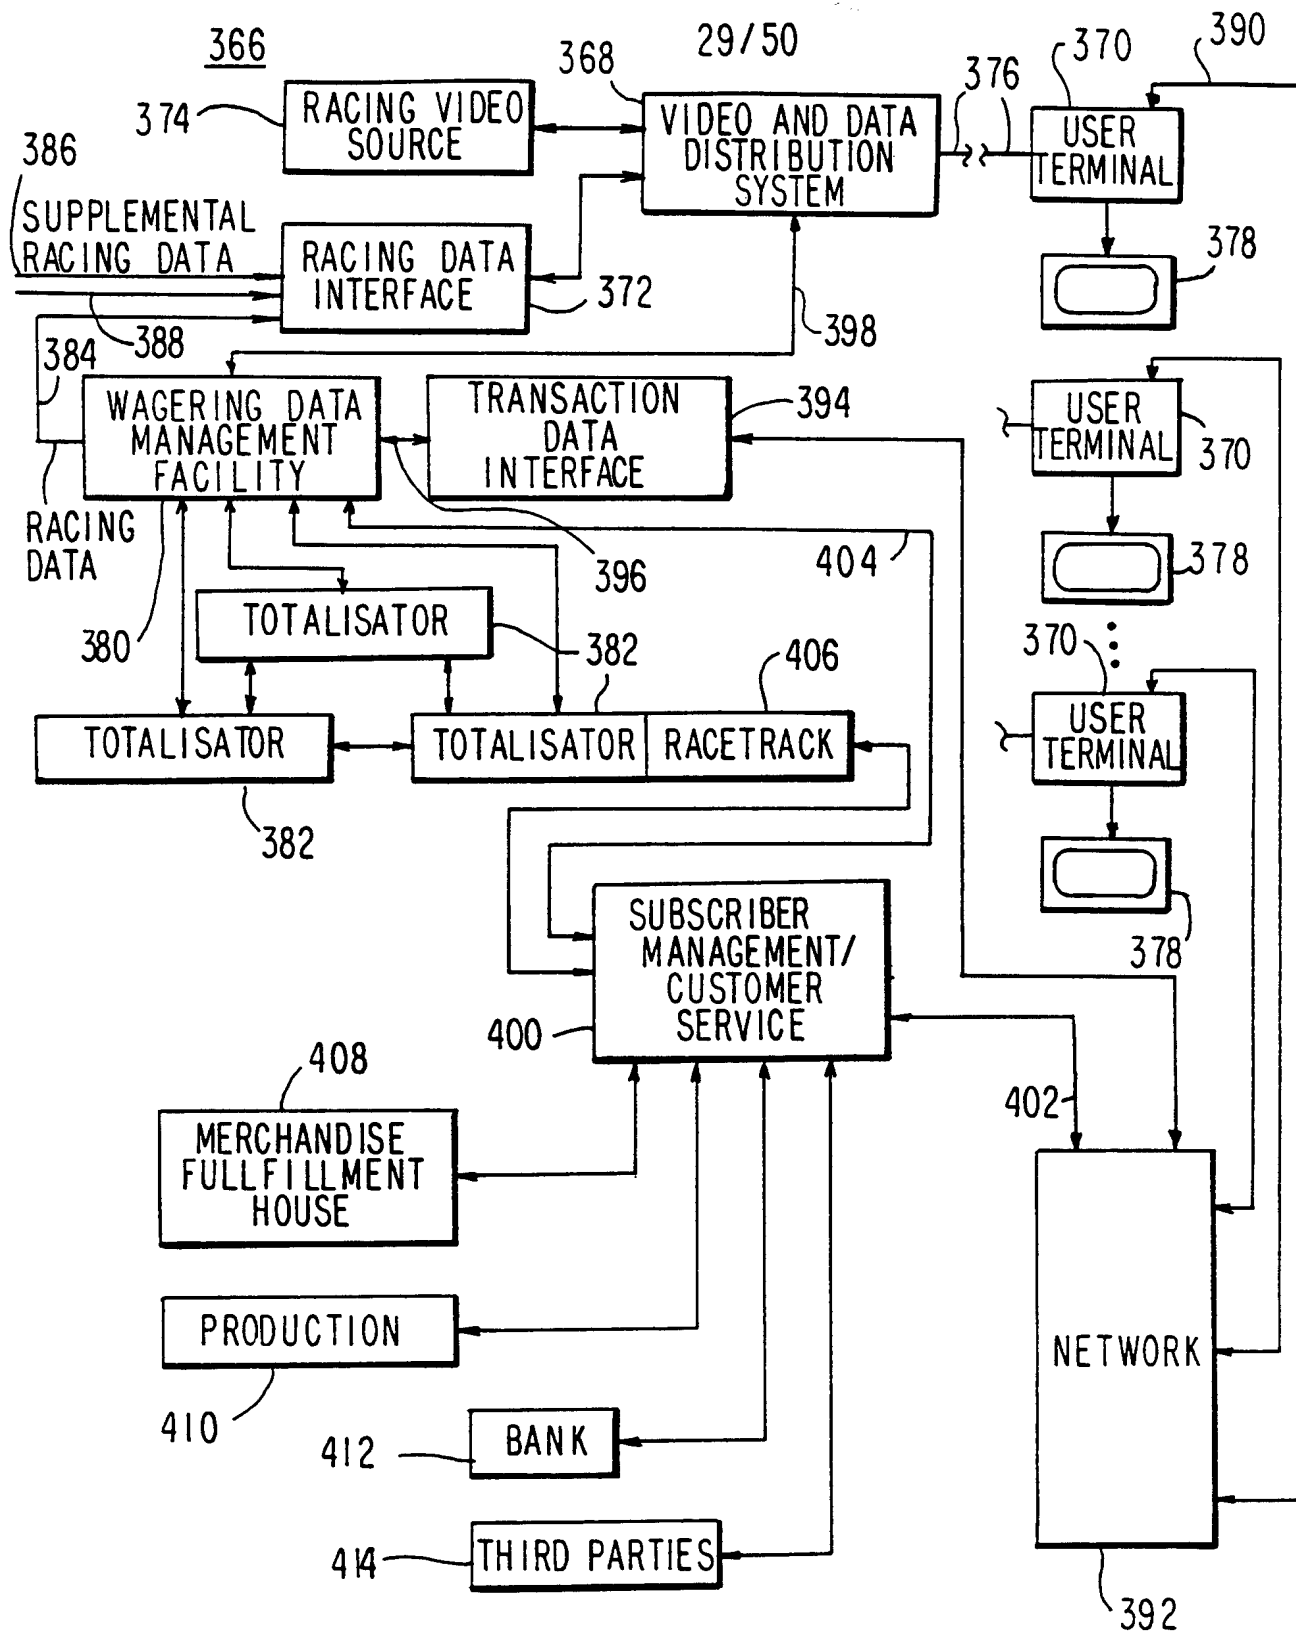 366
29/50
368
370
390
374
RACING VIDEO
SOURCE
VIDEO AND DATA
DISTRIBUTION
SYSTEM
376
USER
TERMINAL
386
SUPPLEMENTAL
RACING DATA
RACING DATA
INTERFACE
372
378
388
398
384
WAGERING DATA
MANAGEMENT
FACILITY
TRANSACTION
DATA
INTERFACE
394
USER
TERMINAL
370
RACING
DATA
396
404
378
380
TOTALISATOR
382
406
370
TOTALISATOR
TOTALISATOR
RACETRACK
USER
TERMINAL
382
378
SUBSCRIBER
MANAGEMENT/
CUSTOMER
SERVICE
400
408
402
MERCHANDISE
FULLFILLMENT
HOUSE
PRODUCTION
410
NETWORK
BANK
412
THIRD PARTIES
414
392